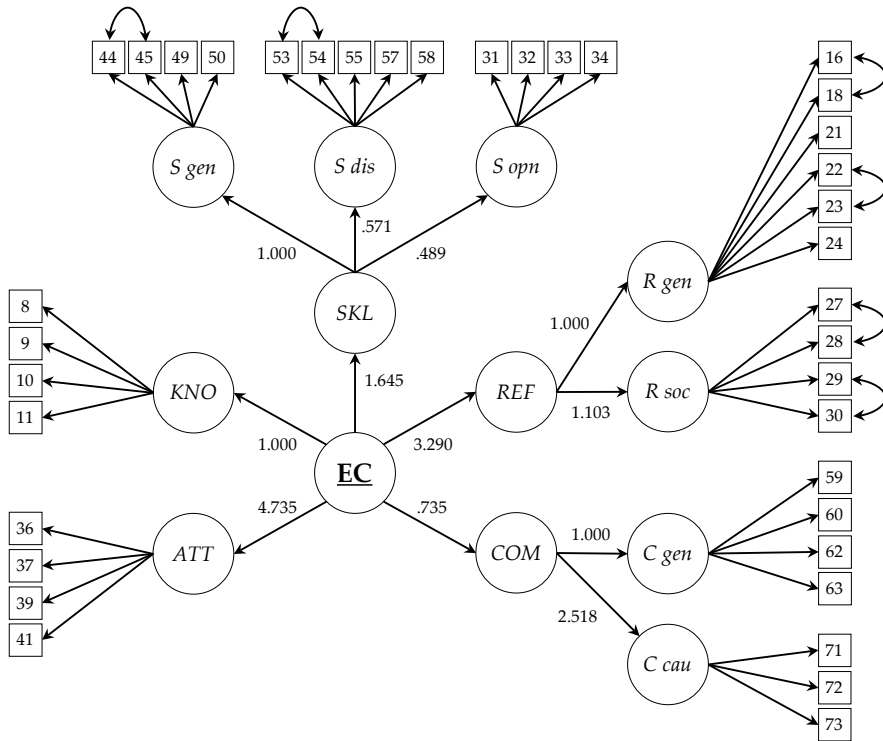 44 45 49 50
53 54 55 57 58
31 32 33 34
S gen
S dis
S opn
1.000
.571
.489
SKL
1.645
16
18
21
22
23
24
R gen
1.000
27
28
29
30
R soc
1.103
REF
3.290
8
9
10
11
KNO
1.000
EC
4.735
.735
36
37
39
41
ATT
COM
1.000
C gen
59
60
62
63
2.518
C cau
71
72
73